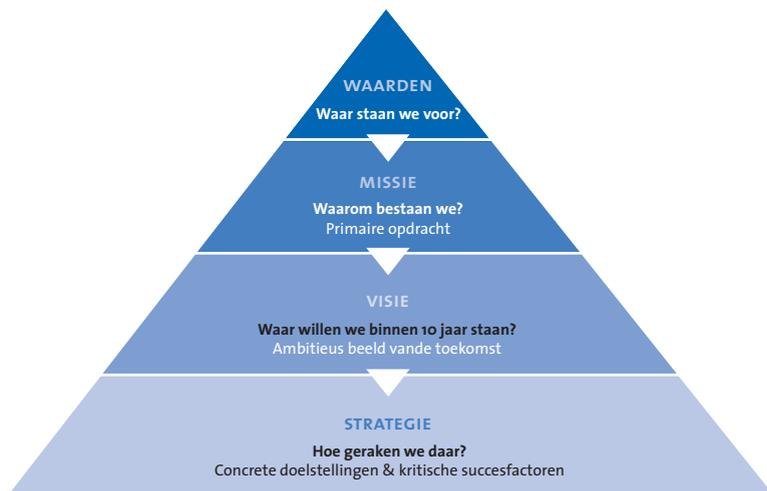 WAARDEN
Waar staan we voor?
MISSIE
Waarom bestaan we?
Primaire opdracht
VISIE
Waar willen we binnen 10 jaar staan?
Ambitieus beeld vande toekomst
STRATEGIE
Hoe geraken we daar?
Concrete doelstellingen & kritische succesfactoren